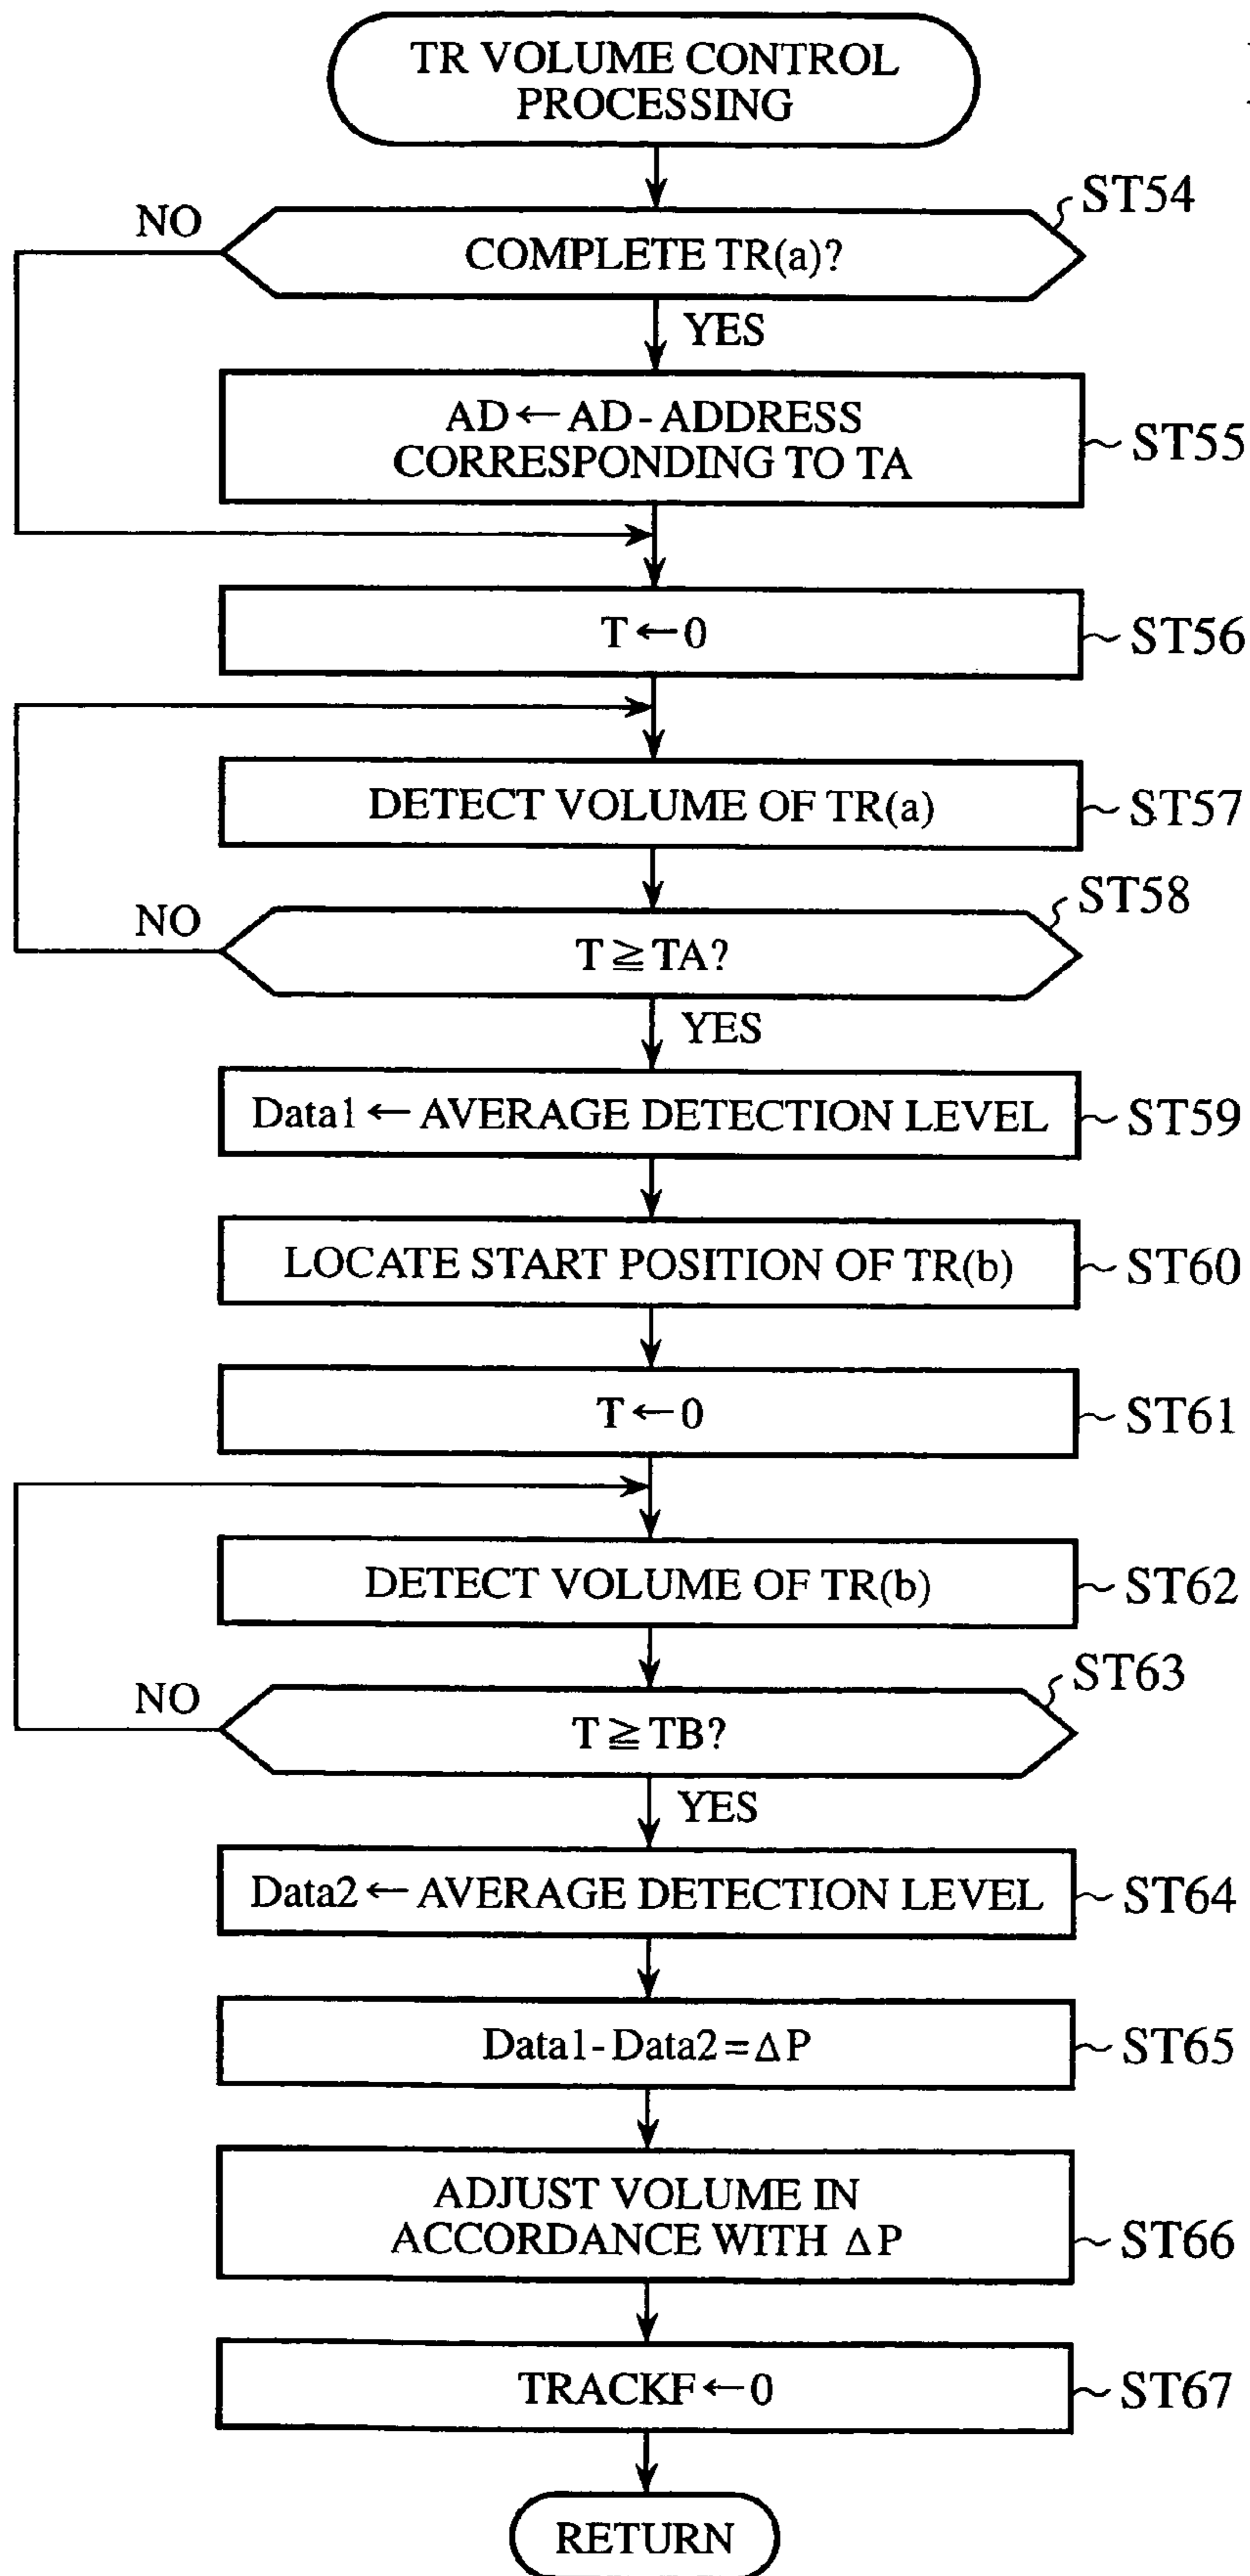 TR VOLUME CONTROL
PROCESSING
ST54
NO
COMPLETE TR(a)?
YES
AD←AD-ADDRESS
CORRESPONDING TO TA
ST55
T←0
ST56
DETECT VOLUME OF TR(a)
ST57
ST58
NO
T≧TA?
YES
Data1←AVERAGE DETECTION LEVEL
ST59
LOCATE START POSITION OF TR(b)
ST60
T←0
ST61
DETECT VOLUME OF TR(b)
ST62
ST63
NO
T≧TB?
YES
Data2←AVERAGE DETECTION LEVEL
ST64
Data1-Data2=ΔP
ST65
ADJUST VOLUME IN
ACCORDANCE WITH ΔP
ST66
TRACKF←0
ST67
RETURN